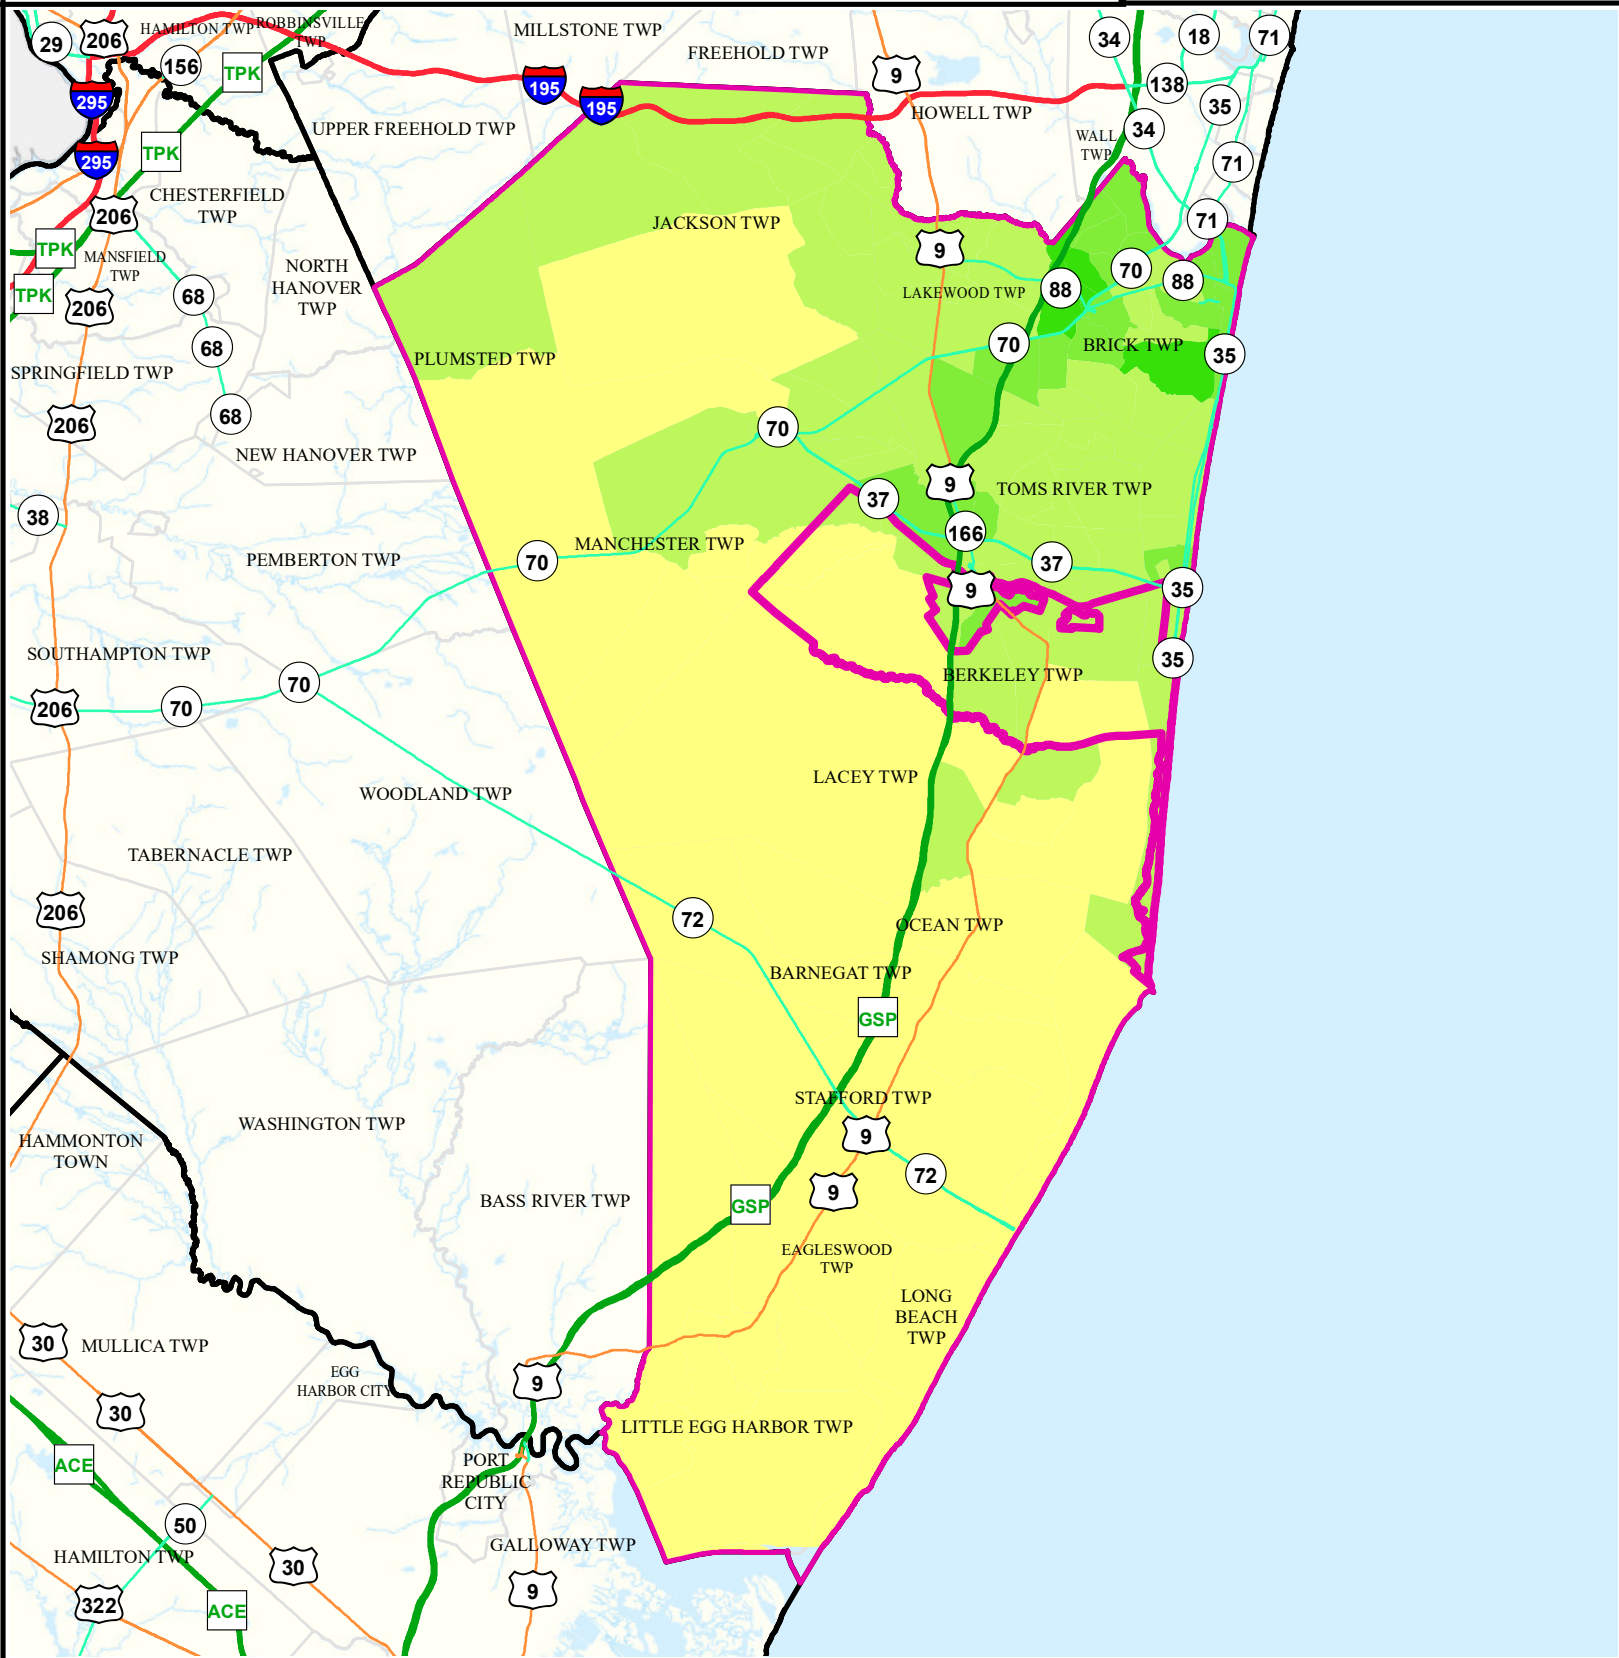 HAMILTON TWP
ROBBINSVILLE
TWP
MILLSTONE TWP
FREEHOLD TWP
29
206
156
TPK
9
34
18
71
195
195
138
295
35
HOWELL TWP
UPPER FREEHOLD TWP
34
WALL
TWP
TPK
295
71
CHESTERFIELD
TWP
206
JACKSON TWP
71
TPK
9
MANSFIELD
TWP
NORTH
HANOVER
TWP
70
88
88
TPK
68
LAKEWOOD TWP
206
68
70
BRICK TWP
35
PLUMSTED TWP
SPRINGFIELD TWP
68
206
70
NEW HANOVER TWP
9
TOMS RIVER TWP
37
38
166
MANCHESTER TWP
PEMBERTON TWP
70
37
9
35
SOUTHAMPTON TWP
35
BERKELEY TWP
70
206
70
LACEY TWP
WOODLAND TWP
TABERNACLE TWP
206
72
OCEAN TWP
SHAMONG TWP
BARNEGAT TWP
GSP
STAFFORD TWP
WASHINGTON TWP
9
HAMMONTON
TOWN
72
9
BASS RIVER TWP
GSP
EAGLESWOOD
TWP
LONG
BEACH
TWP
30
MULLICA TWP
EGG
HARBOR CITY
9
30
LITTLE EGG HARBOR TWP
ACE
PORT
REPUBLIC
CITY
50
GALLOWAY TWP
HAMILTON TWP
30
9
322
ACE